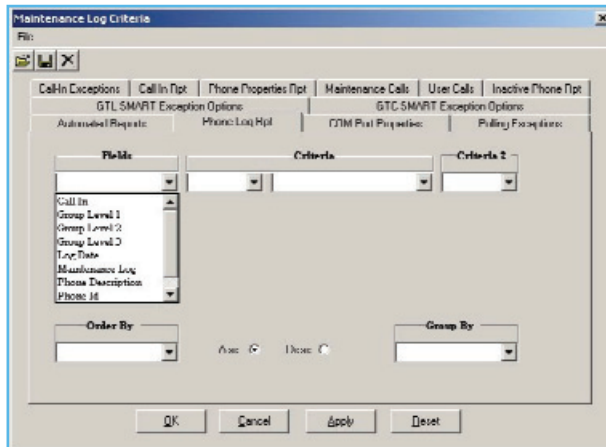 Maintenance Log Criteria
File
Call-In Exceptions Call In Rpt Phone Properties Rpt Maintenance Calls User Calls Inactive Phone Rpt
GTL SMART Exception Options GTC SMART Exception Options
Automated Reports Phone Log Rpt COM Port Properties Polling Exceptions
Fields Criteria Criteria 2
Call In
Group Level 1
Group Level 2
Group Level 3
Log Date
Maintenance Log
Phone Description
Phone Id
Order By Group By
Asc Desc
OK Cancel Apply Reset